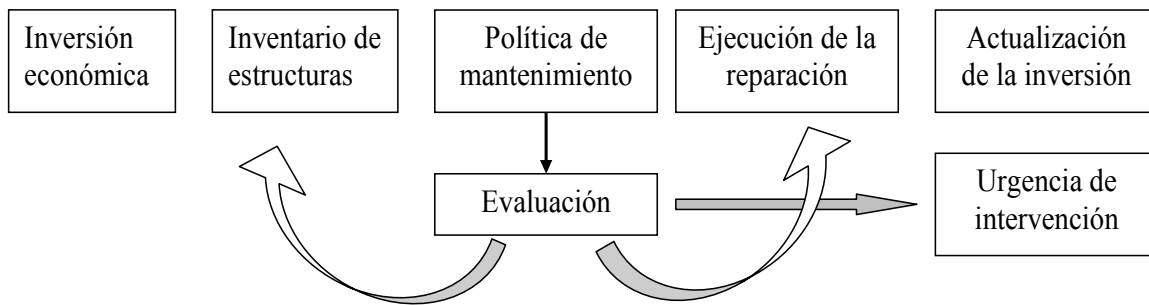 Inversión
económica
Inventario de
estructuras
Política de
mantenimiento
Ejecución de la
reparación
Actualización
de la inversión
Evaluación
Urgencia de
intervención